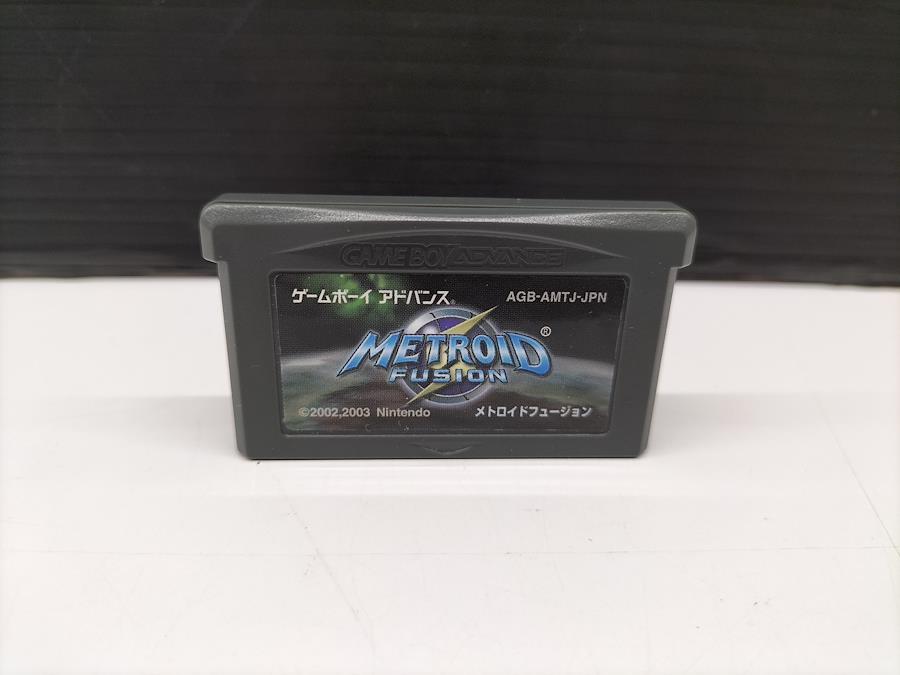 GAME BOY ADVANCE
ゲームボーイ アドバンス® AGB-AMTJ-JPN
METROID®
FUSION
©2002,2003 Nintendo メトロイドフュージョン